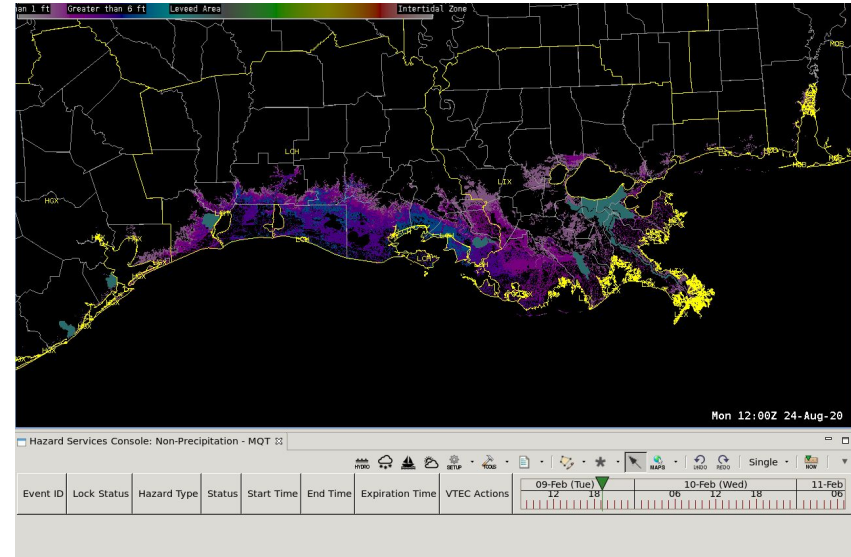 an 1 ft Greater than 6 ft Leveed Area Intertidal Zone
MOB
LCH
LIX
HGX
Mon 12:00Z 24-Aug-20
Hazard Services Console: Non-Precipitation - MQT
HYDRO SETUP TOOLS MAPS UNDO REDO Single NOW
Event ID Lock Status Hazard Type Status Start Time End Time Expiration Time VTEC Actions
09-Feb (Tue) 10-Feb (Wed) 11-Feb
12 18 06 12 18 06